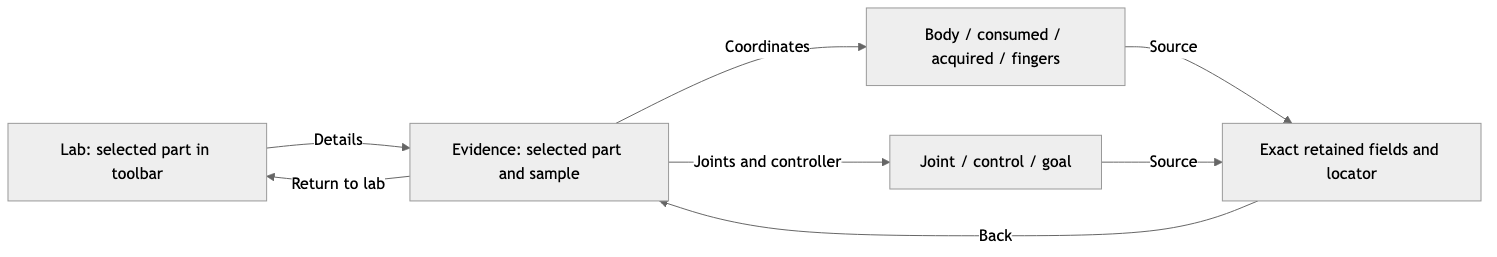 Lab: selected part in
toolbar
Details
Return to lab
Evidence: selected part
and sample
Coordinates
Joints and controller
Body / consumed /
acquired / fingers
Joint / control / goal
Source
Source
Exact retained fields and
locator
Back